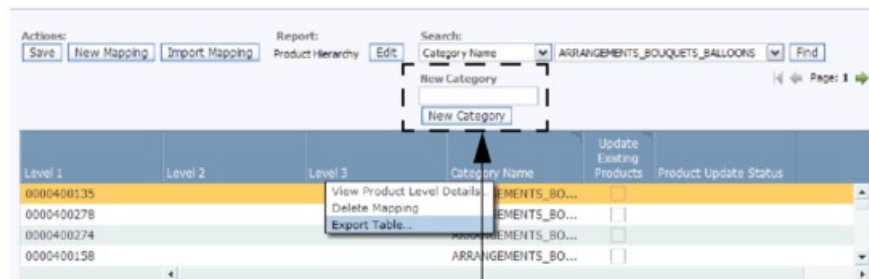 Actions:
Report:
Search:
Save New Mapping Import Mapping
Product Hierarchy Edit
Category Name ARRANGEMENTS_BOUQUETS_BALLOONS Find
New Category
Page: 1
New Category
Level 1 Level 2 Level 3 Category Name Update Existing Products Product Update Status
0000400135 EMENTS_BO...
View Product Level Details...
0000400278 EMENTS_BO...
Delete Mapping
0000400274
Export Table...
0000400158 ARRANGEMENTS_BO...